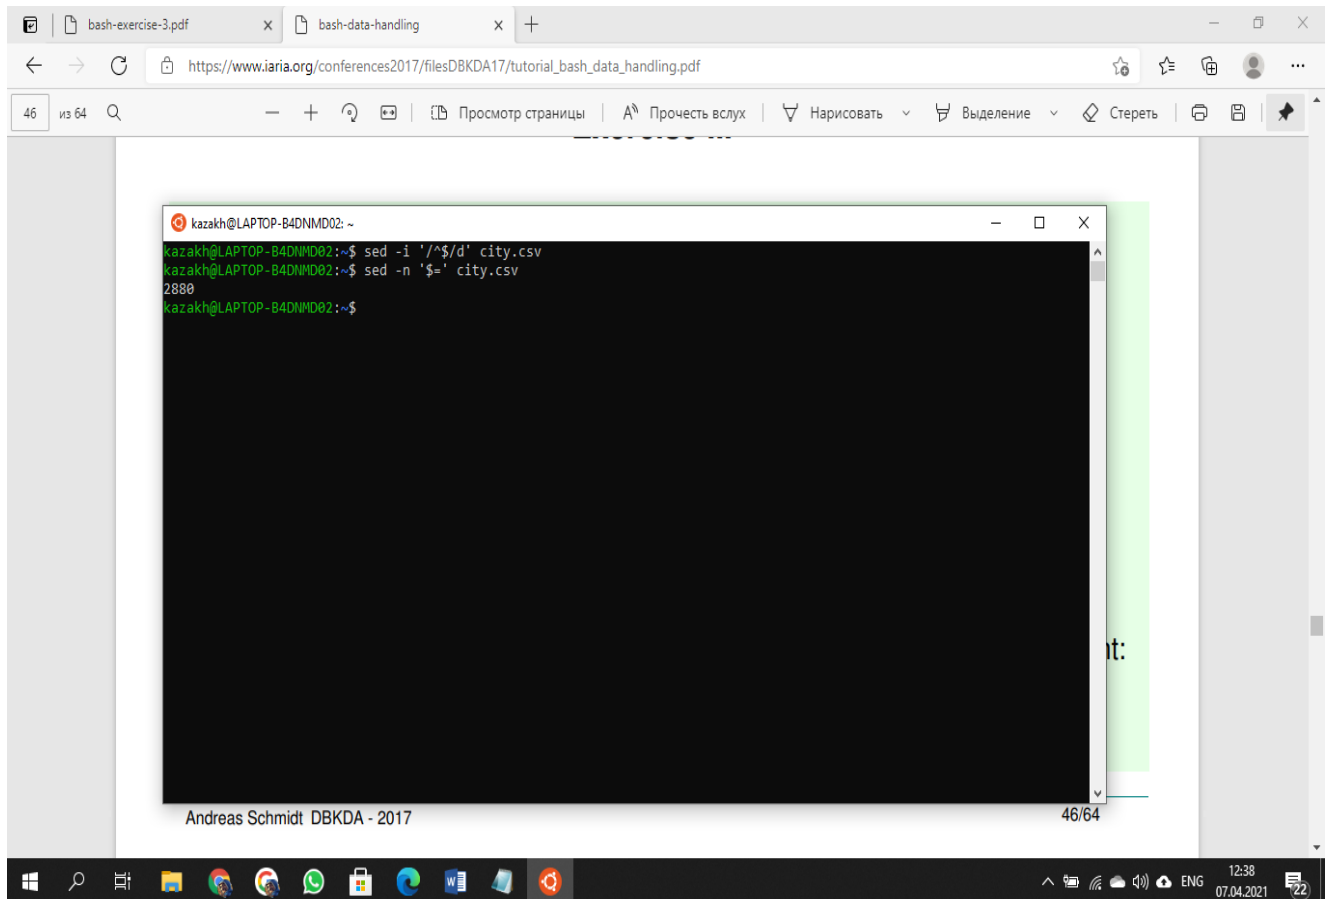 bash-exercise-3.pdf
bash-data-handling
https://www.iaria.org/conferences2017/filesDBKDA17/tutorial_bash_data_handling.pdf
46 из 64 Просмотр страницы Прочесть вслух Нарисовать Выделение Стереть
kazakh@LAPTOP-B4DNMD02: ~
kazakh@LAPTOP-B4DNMD02:~$ sed -i '/^$/d' city.csv
kazakh@LAPTOP-B4DNMD02:~$ sed -n '$=' city.csv
2880
kazakh@LAPTOP-B4DNMD02:~$
nt:
Andreas Schmidt DBKDA - 2017 46/64
ENG 12:38
07.04.2021 22